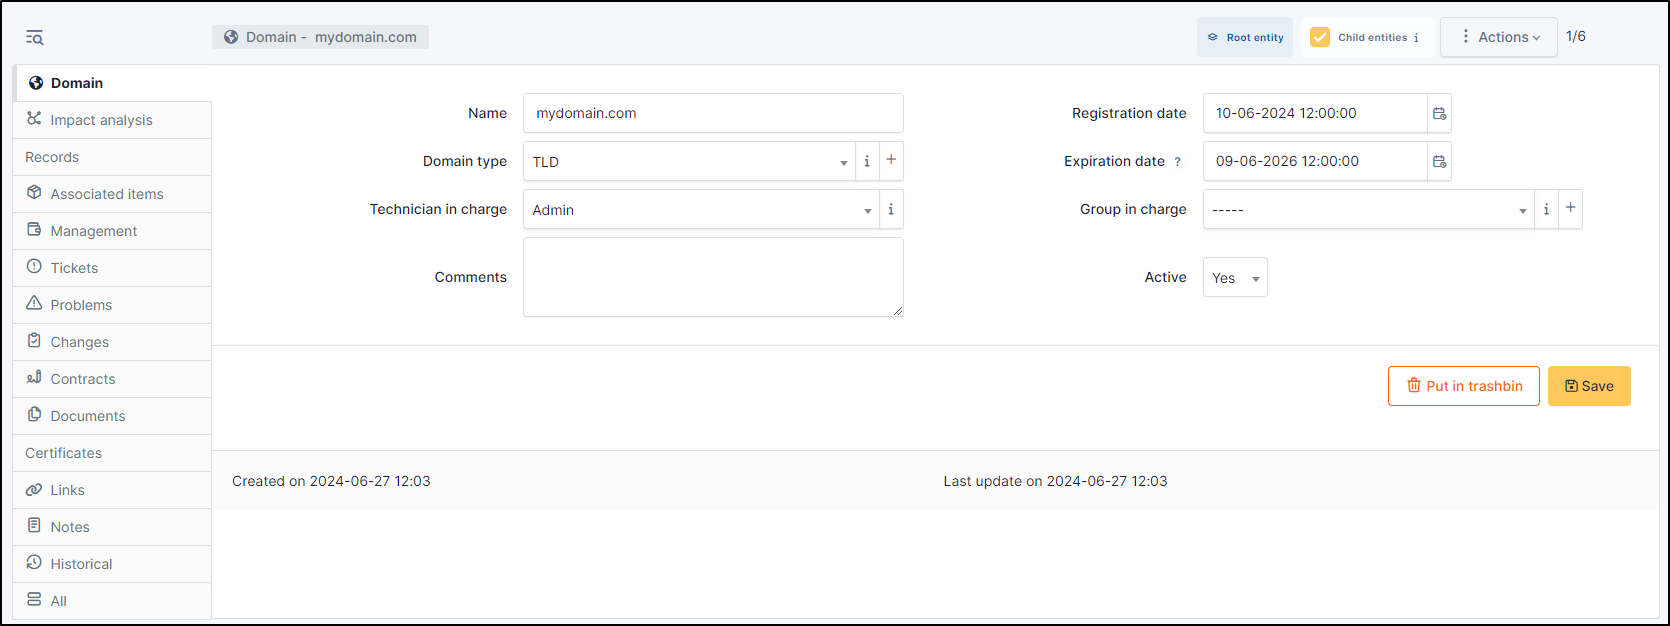 Domain - mydomain.com
Root entity
Child entities i
Actions
1/6
Domain
Impact analysis
Records
Associated items
Management
Tickets
Problems
Changes
Contracts
Documents
Certificates
Links
Notes
Historical
All
Name mydomain.com
Registration date 10-06-2024 12:00:00
Domain type TLD i +
Expiration date ? 09-06-2026 12:00:00
Technician in charge Admin i
Group in charge ----- i +
Comments
Active Yes
Put in trashbin
Save
Created on 2024-06-27 12:03
Last update on 2024-06-27 12:03